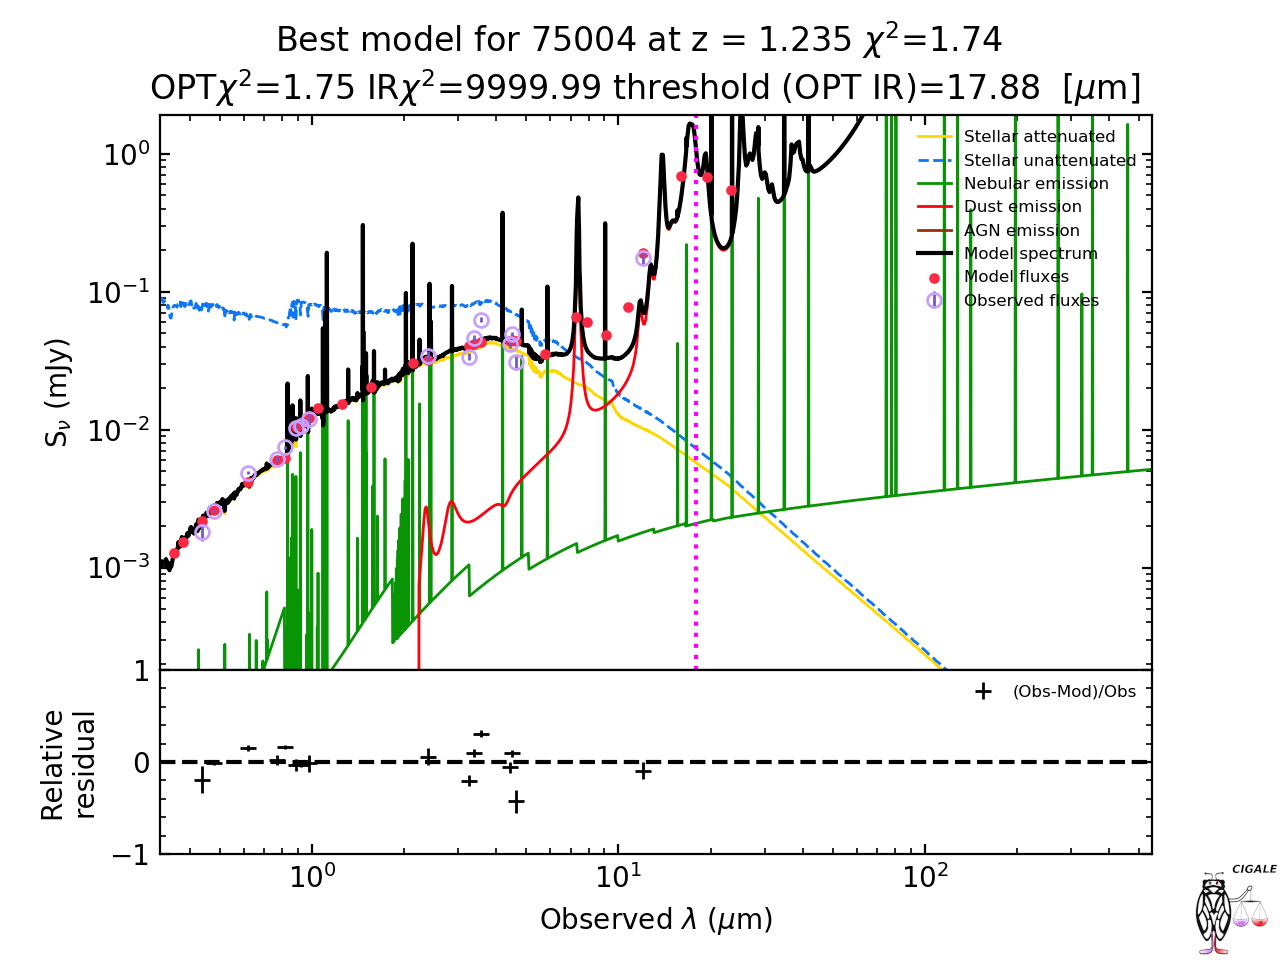 Best model for 75004 at z = 1.235 χ²=1.74
OPTχ²=1.75 IRχ²=9999.99 threshold (OPT IR)=17.88 [μm]
Stellar attenuated
Stellar unattenuated
Nebular emission
Dust emission
AGN emission
Model spectrum
Model fluxes
Observed fluxes
S_ν (mJy)
10⁰
10⁻¹
10⁻²
10⁻³
(Obs-Mod)/Obs
Relative
residual
1
0
−1
10⁰ 10¹ 10²
Observed λ (μm)
CIGALE